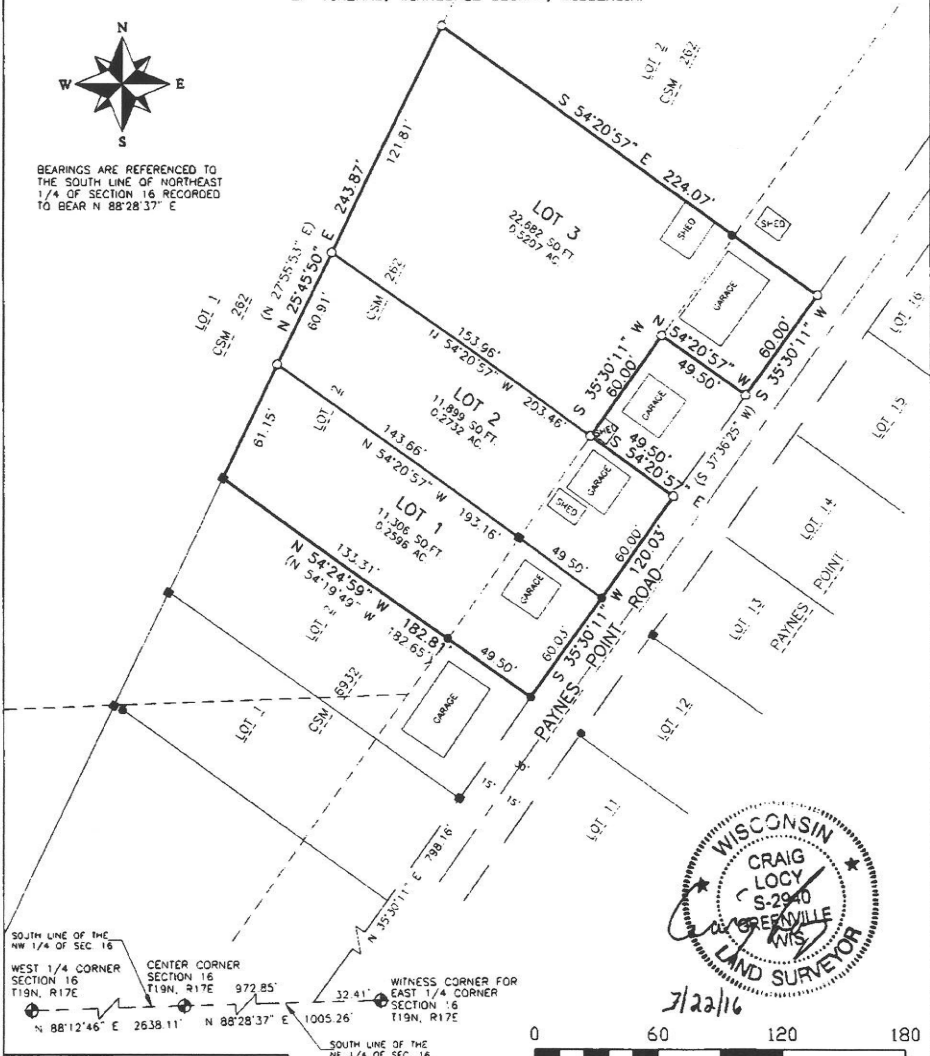 N
W E
S
BEARINGS ARE REFERENCED TO
THE SOUTH LINE OF NORTHEAST
1/4 OF SECTION 16 RECORDED
TO BEAR N 88°28'37" E
LOT 2
CSM 262
S 54°20'57" E 224.07'
121.81'
N 25°45'50" E 243.87'
(N 27°55'53" E)
LOT 1
CSM 262
60.91'
61.15'
LOT 3
22,682 SQ FT
0.5207 AC.
SHED
SHED
GARAGE
60.00'
S 35°30'11" W
N 54°20'57" W
49.50'
S 35°30'11" W
60.00'
GARAGE
CSM 262
153.96'
N 54°20'57" W 203.46'
LOT 2
11,899 SQ.FT.
0.2732 AC.
LOT 2
SHED
49.50'
S 54°20'57" E
(S 37°36'25" W)
GARAGE
SHED
143.66'
N 54°20'57" W 193.16'
49.50'
60.00'
LOT 1
11,306 SQ.FT.
0.2596 AC
GARAGE
133.31'
N 54°24'59" W 182.81'
(N 54°19'49" W 182.65')
49.50'
60.03'
S 35°30'11" W 120.03'
PAYNES POINT ROAD
LOT 2
CSM 6932
LOT 1
GARAGE
LOT 16
LOT 15
LOT 14
LOT 13
PAYNES POINT
LOT 12
LOT 11
15' 15'
30'
N 35°30'11" E 798.16'
SOUTH LINE OF THE
NW 1/4 OF SEC. 16
WEST 1/4 CORNER
SECTION 16
T19N, R17E
CENTER CORNER
SECTION 16
T19N, R17E
972.85'
32.41'
WITNESS CORNER FOR
EAST 1/4 CORNER
SECTION 16
T19N, R17E
N 88°12'46" E 2638.11'
N 88°28'37" E 1005.26'
SOUTH LINE OF THE
NE 1/4 OF SEC. 16
WISCONSIN
CRAIG
LOCY
S-2940
GREENVILLE
WIS
LAND SURVEYOR
3/22/16
0 60 120 180